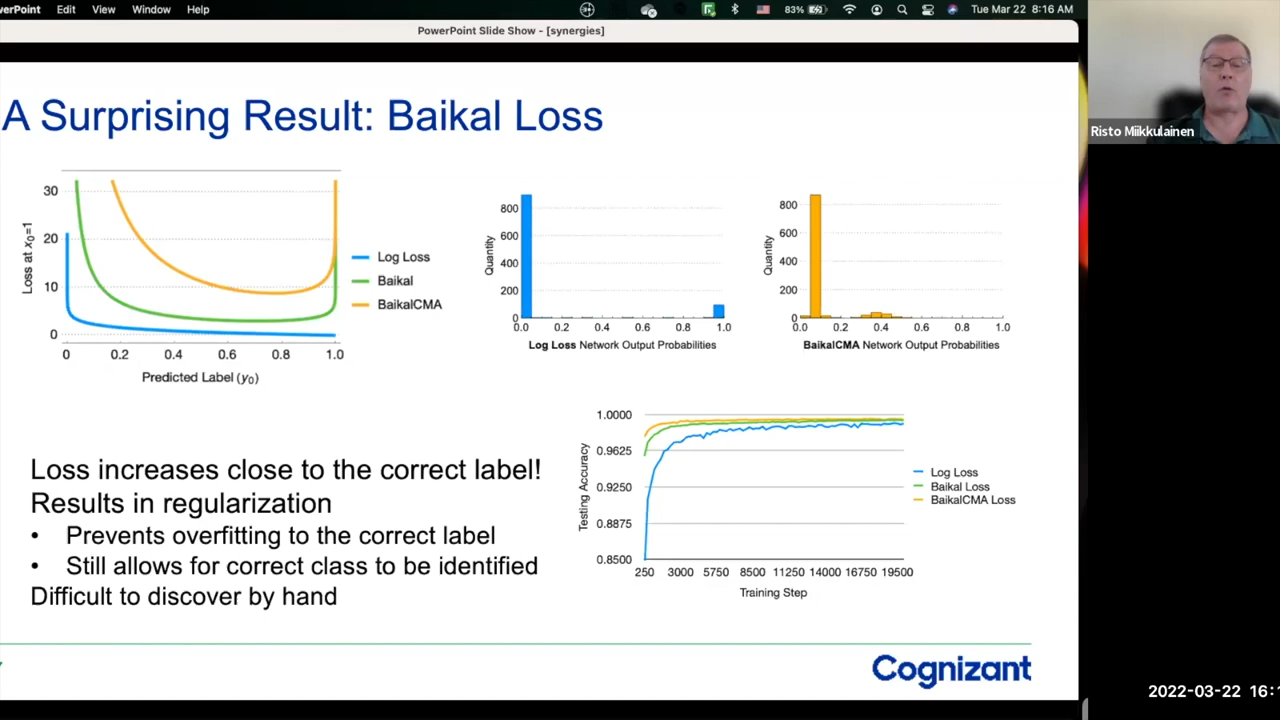 PowerPoint Edit View Window Help 83% Tue Mar 22 8:16 AM
PowerPoint Slide Show - [synergies]
Risto Miikkulainen
A Surprising Result: Baikal Loss
30
20
10
0
Loss at x₀=1
0 0.2 0.4 0.6 0.8 1.0
Predicted Label (y₀)
Log Loss
Baikal
BaikalCMA
800
600
400
200
0
Quantity
0.0 0.2 0.4 0.6 0.8 1.0
Log Loss Network Output Probabilities
800
600
400
200
0
Quantity
0.0 0.2 0.4 0.6 0.8 1.0
BaikalCMA Network Output Probabilities
Loss increases close to the correct label!
Results in regularization
• Prevents overfitting to the correct label
• Still allows for correct class to be identified
Difficult to discover by hand
1.0000
0.9625
0.9250
0.8875
0.8500
Testing Accuracy
250 3000 5750 8500 11250 14000 16750 19500
Training Step
Log Loss
Baikal Loss
BaikalCMA Loss
Cognizant
2022-03-22 16:1